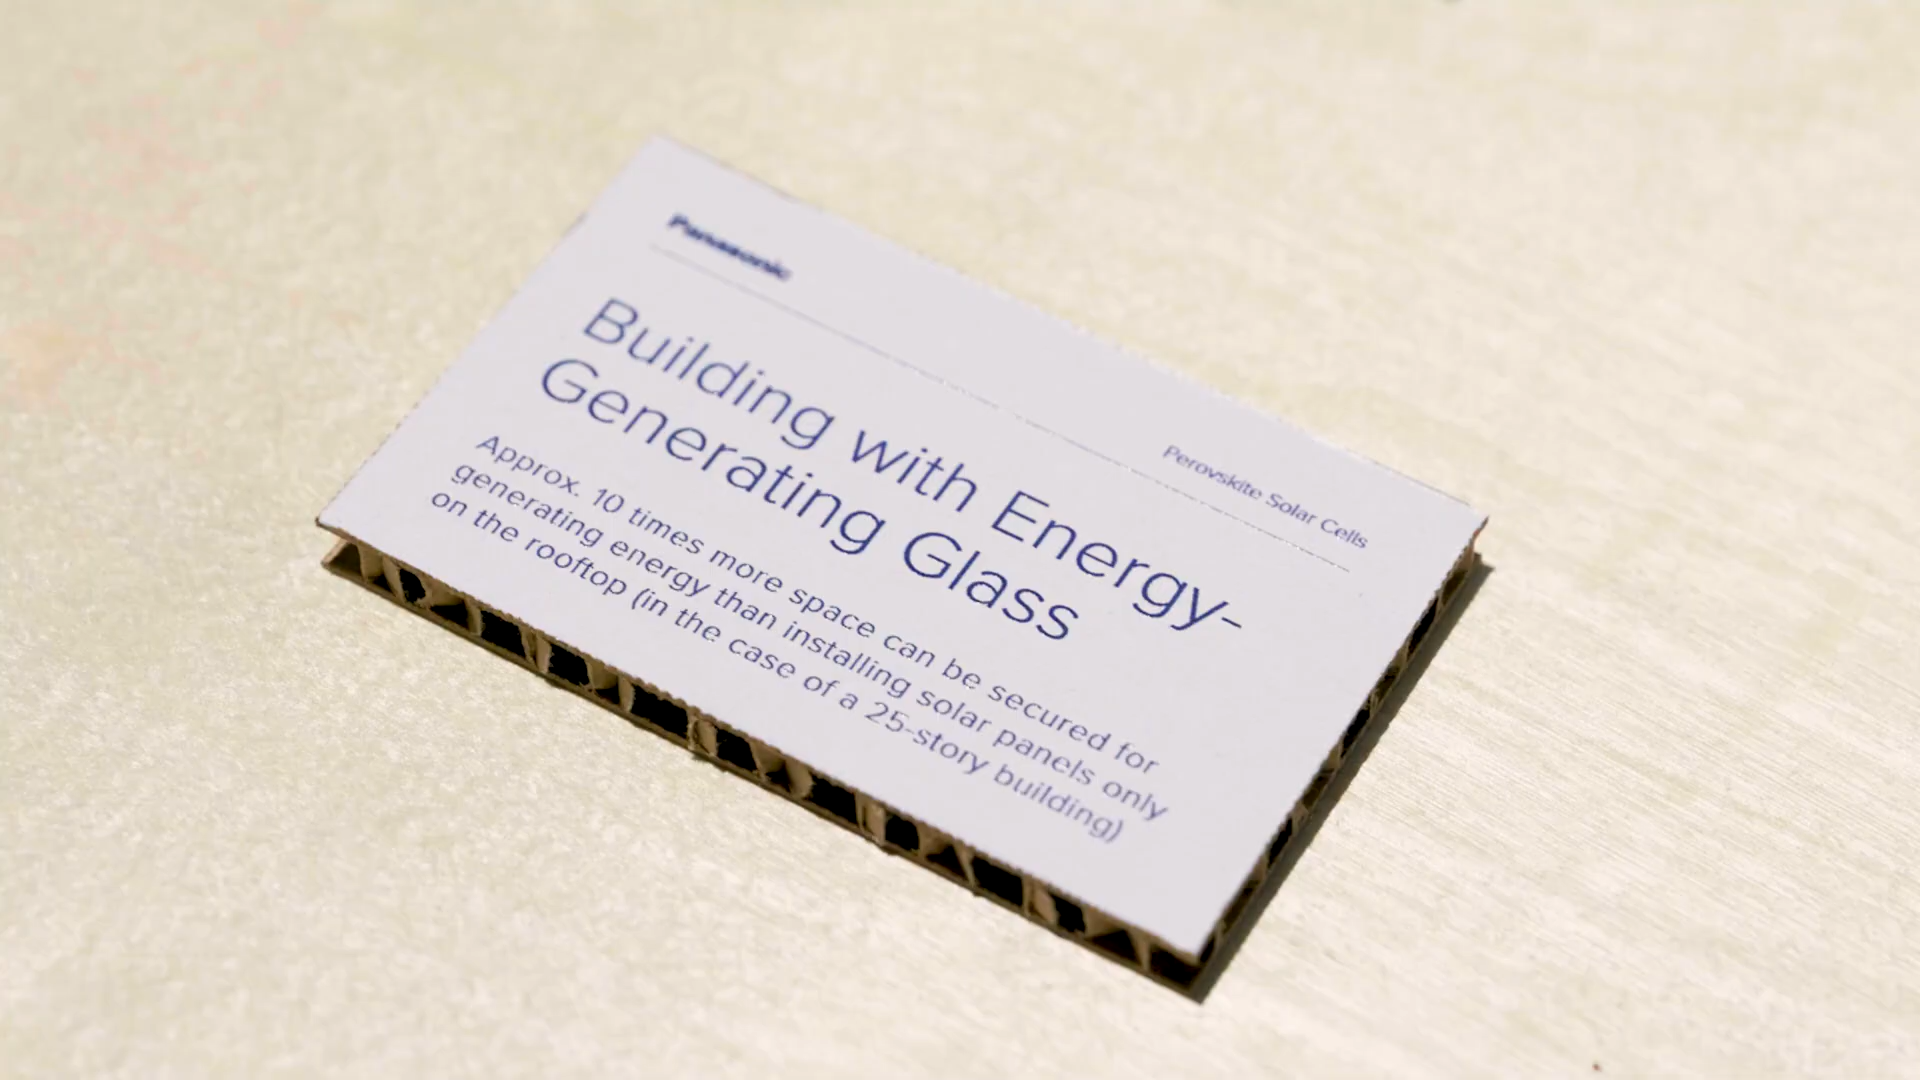 Panasonic
Perovskite Solar Cells
Building with Energy-
Generating Glass
Approx. 10 times more space can be secured for
generating energy than installing solar panels only
on the rooftop (in the case of a 25-story building)